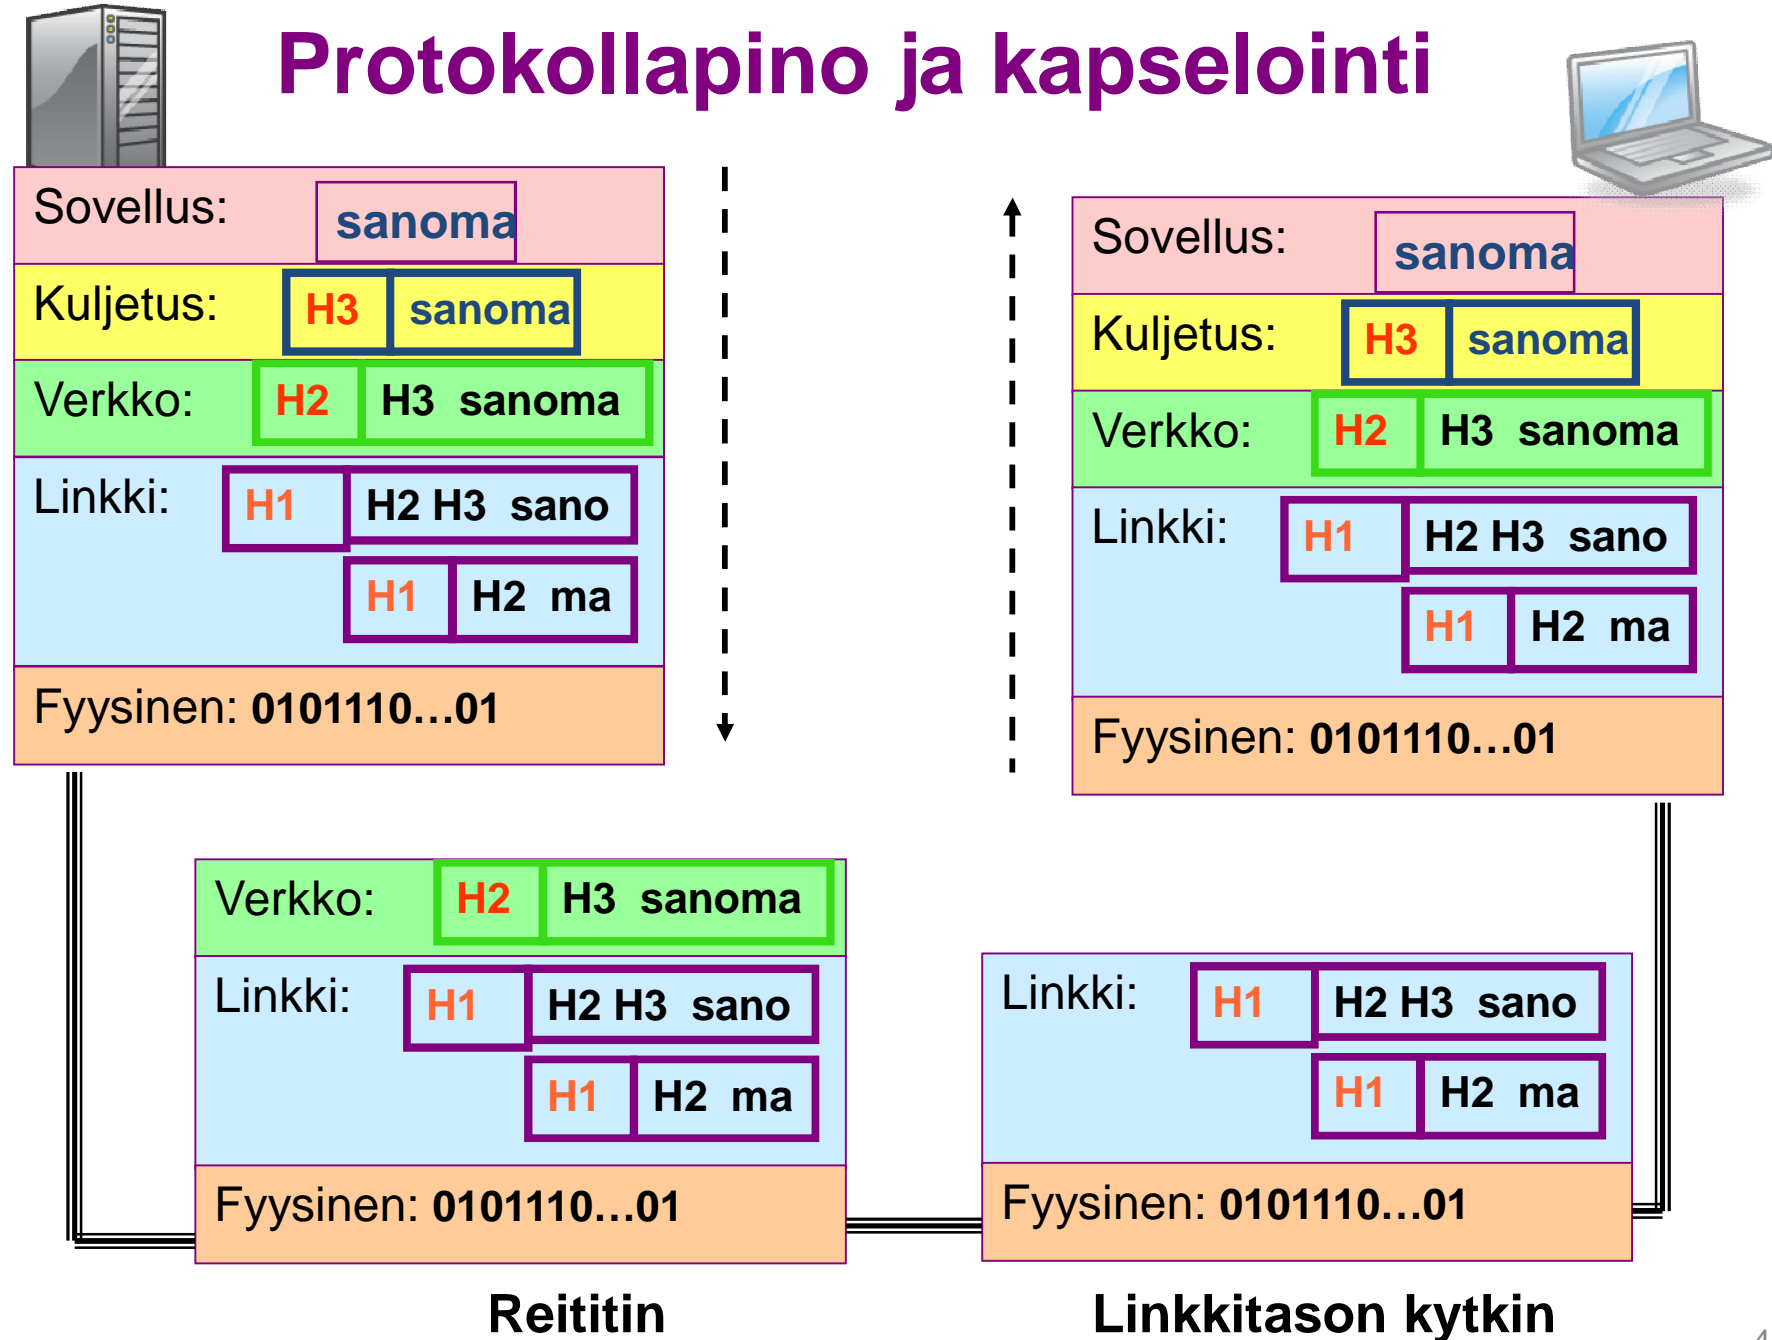 Protokollapino ja kapselointi
Sovellus: sanoma
Kuljetus: H3 sanoma
Verkko: H2 H3 sanoma
Linkki: H1 H2 H3 sano
H1 H2 ma
Fyysinen: 0101110...01
Sovellus: sanoma
Kuljetus: H3 sanoma
Verkko: H2 H3 sanoma
Linkki: H1 H2 H3 sano
H1 H2 ma
Fyysinen: 0101110...01
Verkko: H2 H3 sanoma
Linkki: H1 H2 H3 sano
H1 H2 ma
Fyysinen: 0101110...01
Reititin
Linkki: H1 H2 H3 sano
H1 H2 ma
Fyysinen: 0101110...01
Linkkitason kytkin